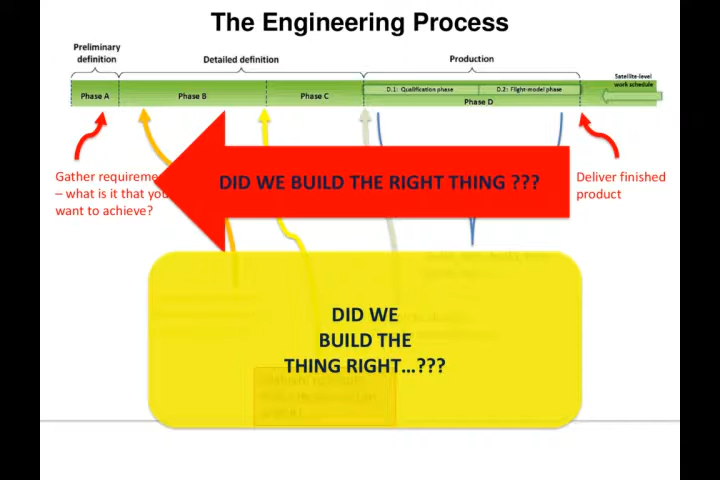 The Engineering Process
Preliminary
definition
Detailed definition
Production
Satellite-level
work schedule
Phase A
Phase B
Phase C
D.1: Qualification phase
D.2: Flight-model phase
Phase D
Gather
– what is it that you
want to achieve?
DID WE BUILD THE RIGHT THING ???
Deliver finished
product
DID WE
BUILD THE
THING RIGHT...???